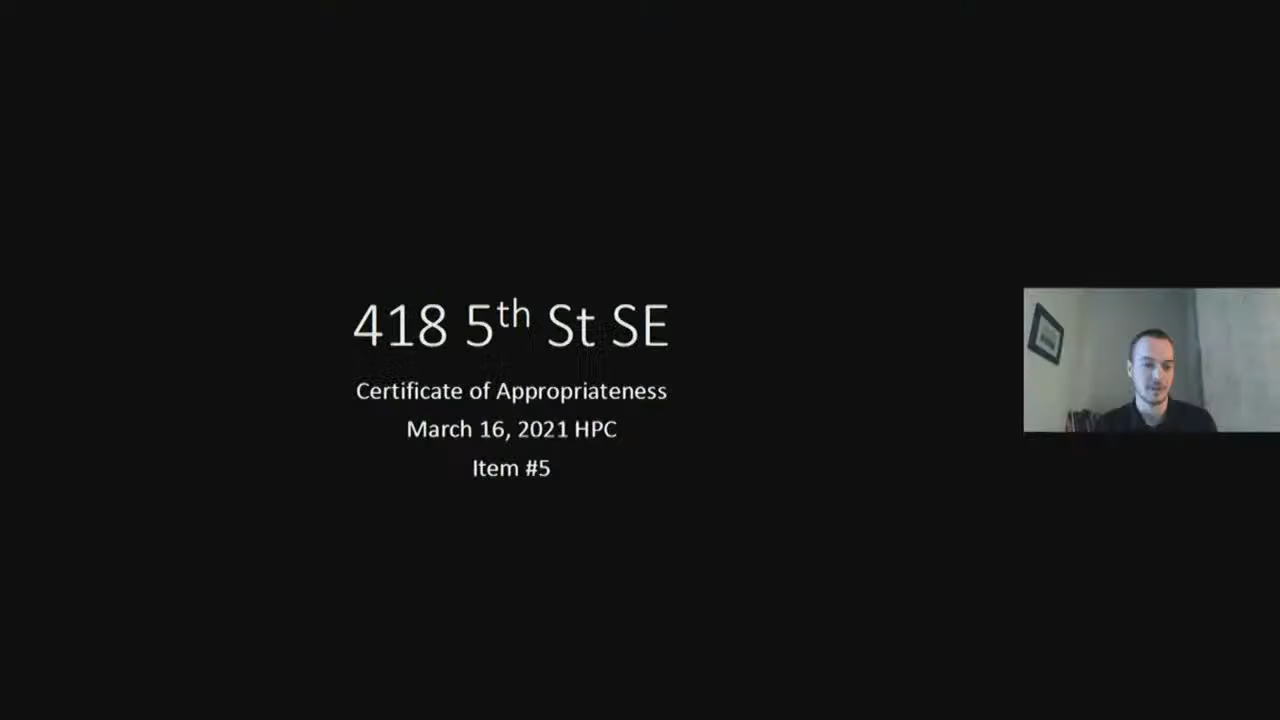 418 5th St SE
Certificate of Appropriateness
March 16, 2021 HPC
Item #5